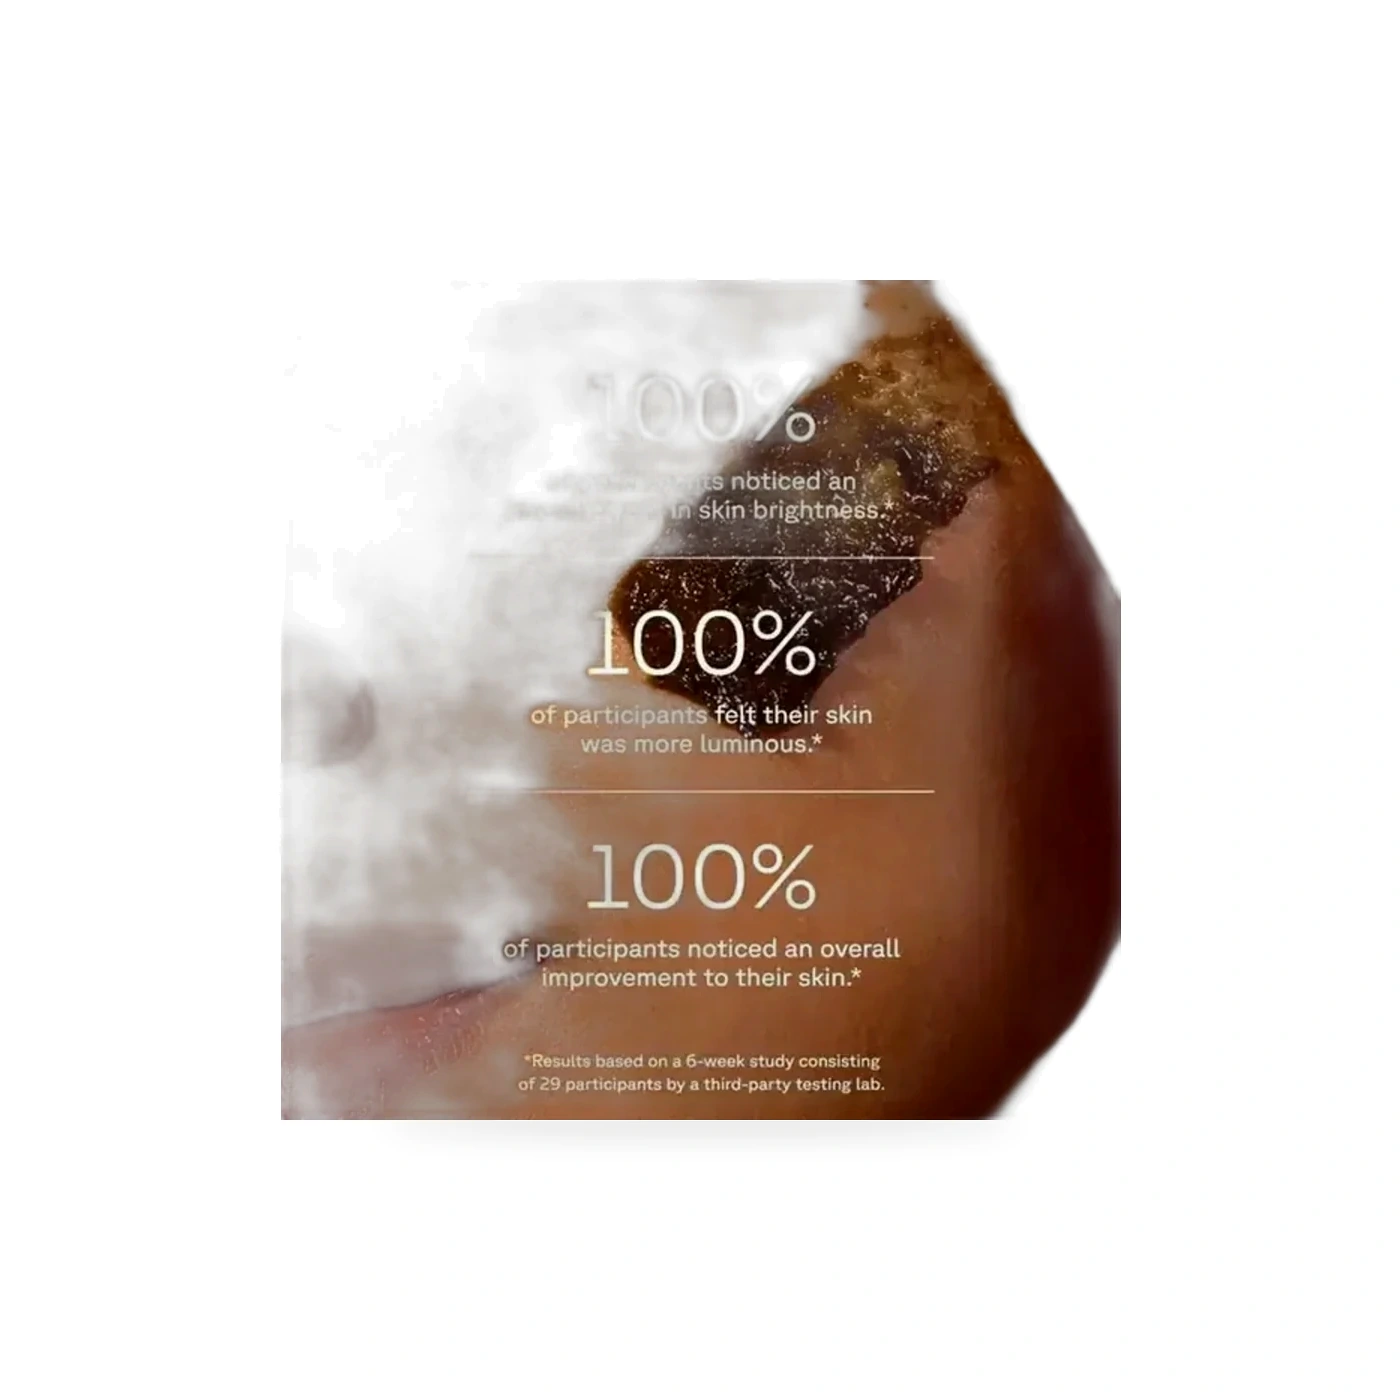 100%
noticed an
in skin brightness.*
100%
of participants felt their skin
was more luminous.*
100%
of participants noticed an overall
improvement to their skin.*
*Results based on a 6-week study consisting
of 29 participants by a third-party testing lab.